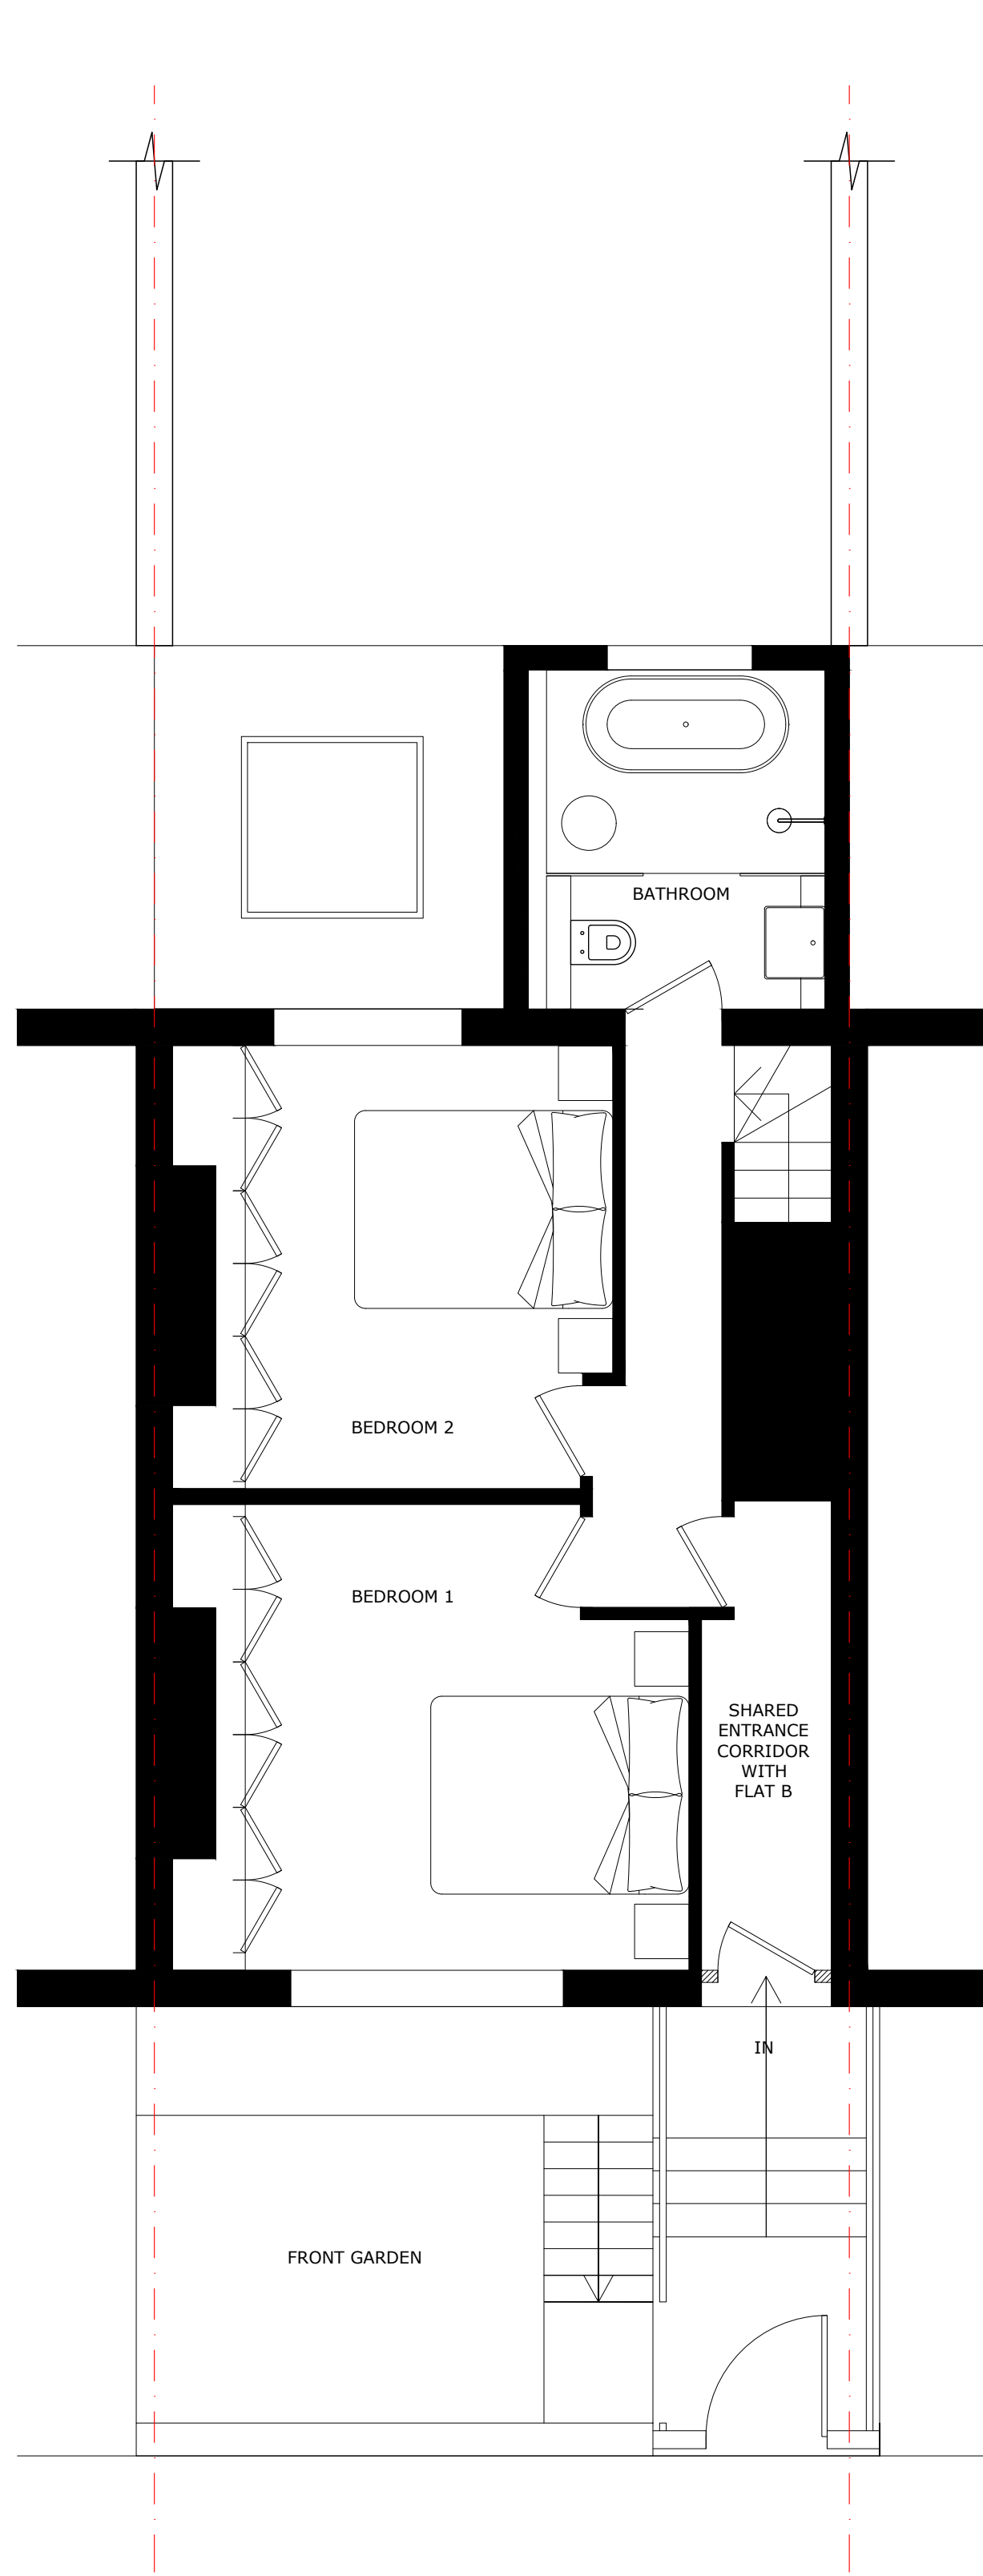 BATHROOM
BEDROOM 2
BEDROOM 1
SHARED
ENTRANCE
CORRIDOR
WITH
FLAT B
IN
FRONT GARDEN